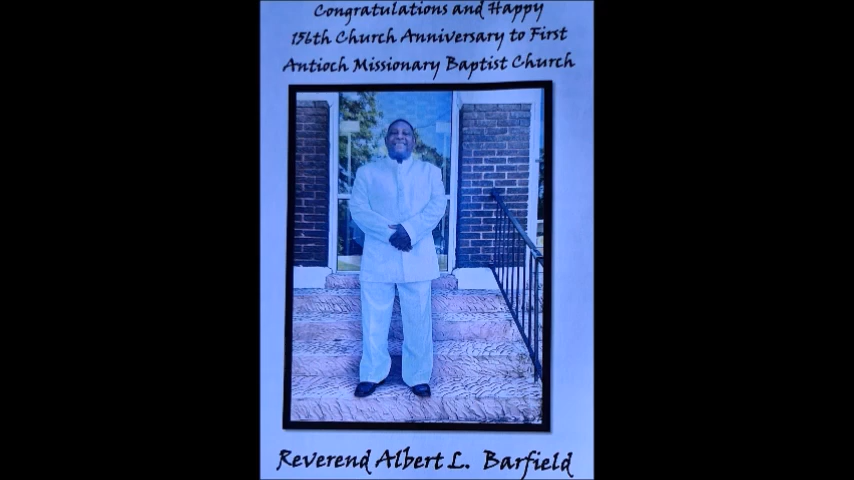 Congratulations and Happy
156th Church Anniversary to First
Antioch Missionary Baptist Church
Reverend Albert L. Barfield